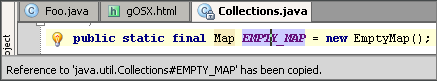 Foo.java gOSX.html Collections.java
public static final Map EMPTY_MAP = new EmptyMap();
Reference to 'java.util.Collections#EMPTY_MAP' has been copied.